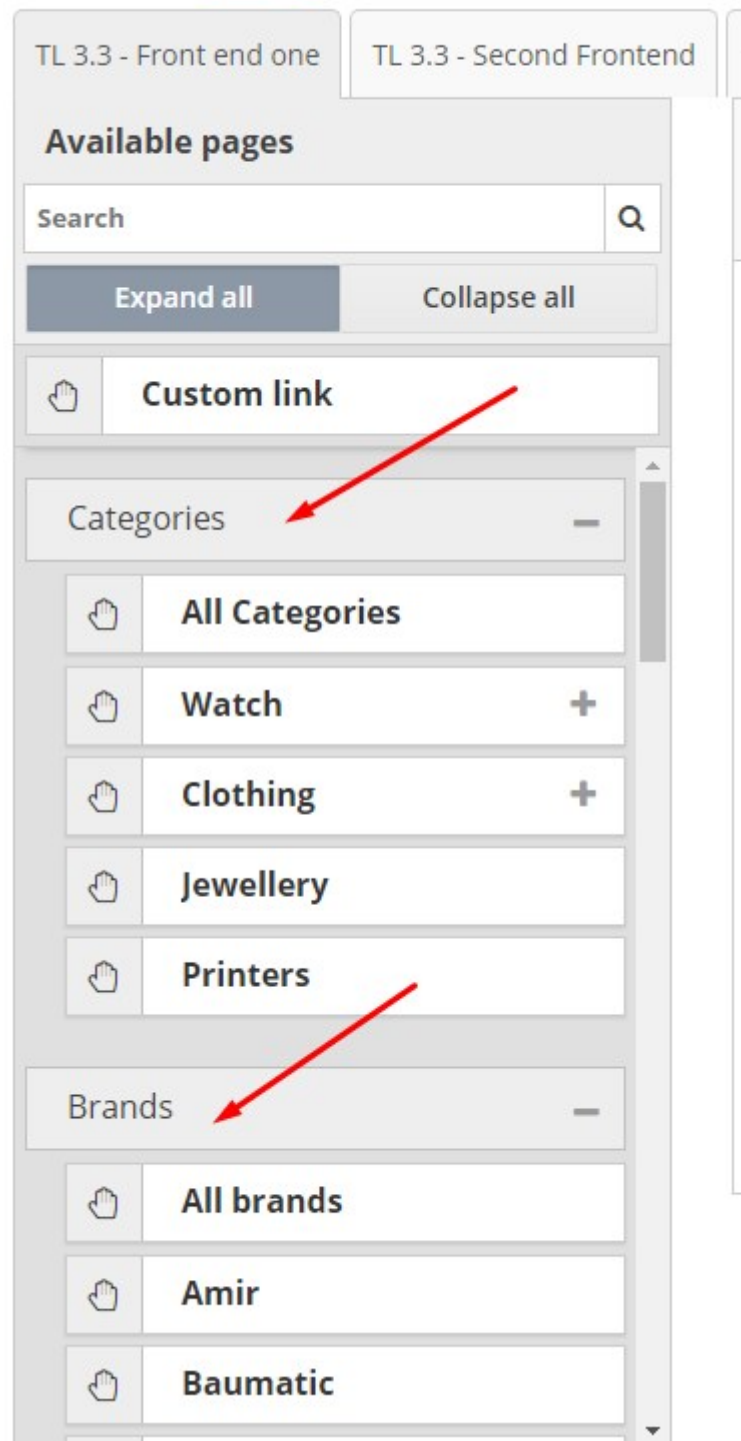 TL 3.3 - Front end one
TL 3.3 - Second Frontend
Available pages
Search
Expand all
Collapse all
Custom link
Categories
All Categories
Watch
Clothing
Jewellery
Printers
Brands
All brands
Amir
Baumatic